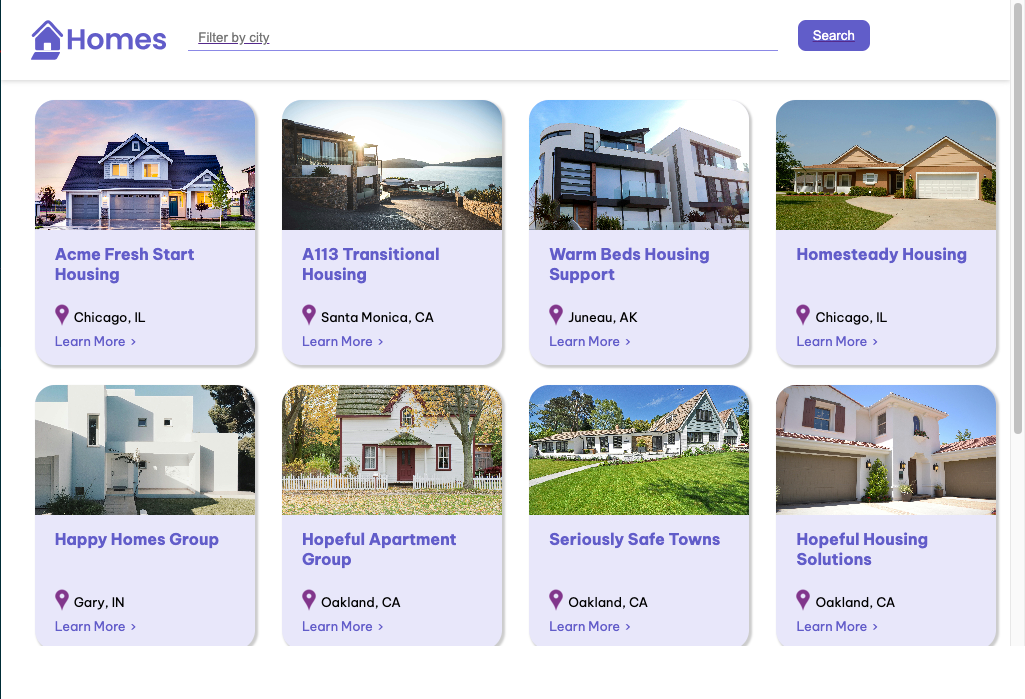 Homes
Filter by city
Search
Acme Fresh Start
Housing
Chicago, IL
Learn More >
A113 Transitional
Housing
Santa Monica, CA
Learn More >
Warm Beds Housing
Support
Juneau, AK
Learn More >
Homesteady Housing
Chicago, IL
Learn More >
Happy Homes Group
Gary, IN
Learn More >
Hopeful Apartment
Group
Oakland, CA
Learn More >
Seriously Safe Towns
Oakland, CA
Learn More >
Hopeful Housing
Solutions
Oakland, CA
Learn More >